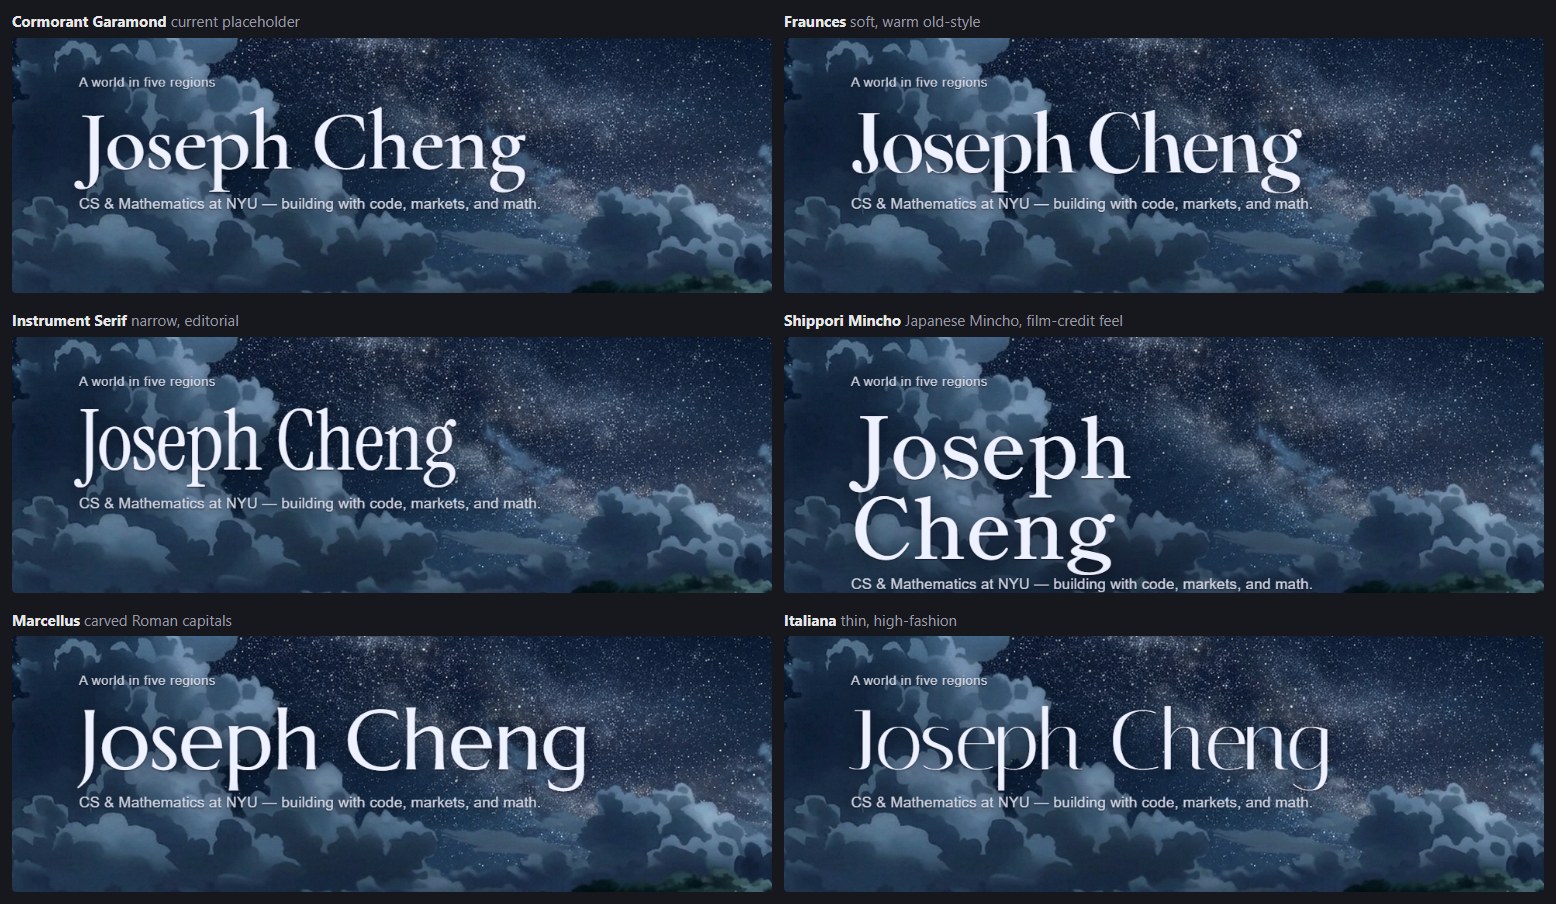 Cormorant Garamond current placeholder
A world in five regions
Joseph Cheng
CS & Mathematics at NYU — building with code, markets, and math.
Fraunces soft, warm old-style
A world in five regions
Joseph Cheng
CS & Mathematics at NYU — building with code, markets, and math.
Instrument Serif narrow, editorial
A world in five regions
Joseph Cheng
CS & Mathematics at NYU — building with code, markets, and math.
Shippori Mincho Japanese Mincho, film-credit feel
A world in five regions
Joseph
Cheng
CS & Mathematics at NYU — building with code, markets, and math.
Marcellus carved Roman capitals
A world in five regions
Joseph Cheng
CS & Mathematics at NYU — building with code, markets, and math.
Italiana thin, high-fashion
A world in five regions
Joseph Cheng
CS & Mathematics at NYU — building with code, markets, and math.